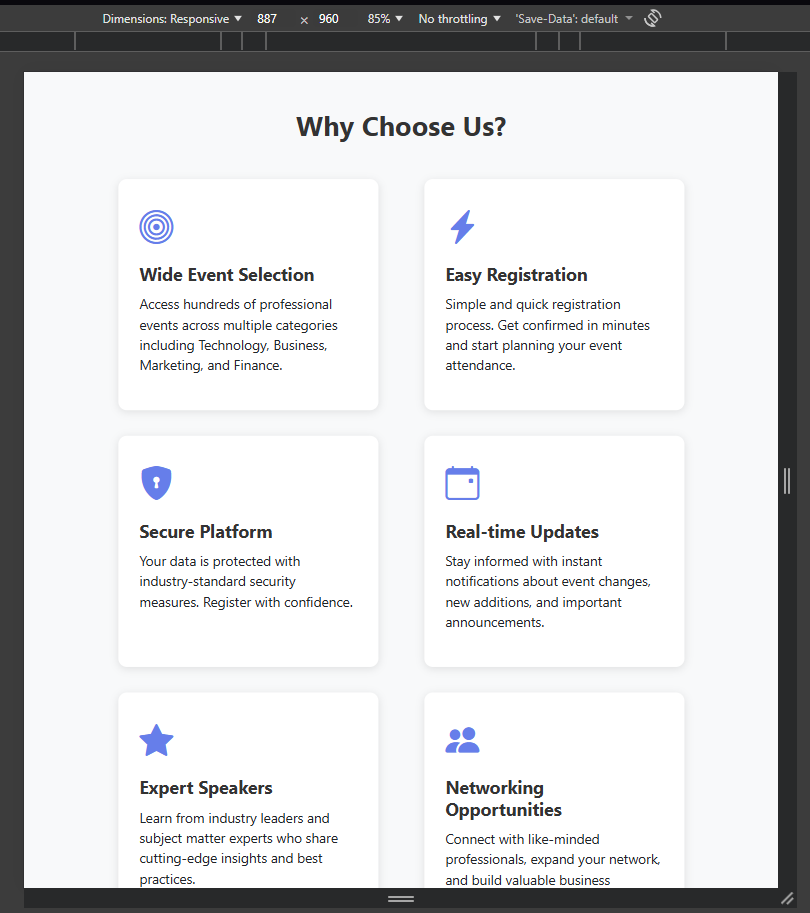 Dimensions: Responsive 887 × 960 85% No throttling 'Save-Data': default
Why Choose Us?
Wide Event Selection
Access hundreds of professional
events across multiple categories
including Technology, Business,
Marketing, and Finance.
Easy Registration
Simple and quick registration
process. Get confirmed in minutes
and start planning your event
attendance.
Secure Platform
Your data is protected with
industry-standard security
measures. Register with confidence.
Real-time Updates
Stay informed with instant
notifications about event changes,
new additions, and important
announcements.
Expert Speakers
Learn from industry leaders and
subject matter experts who share
cutting-edge insights and best
practices.
Networking
Opportunities
Connect with like-minded
professionals, expand your network,
and build valuable business